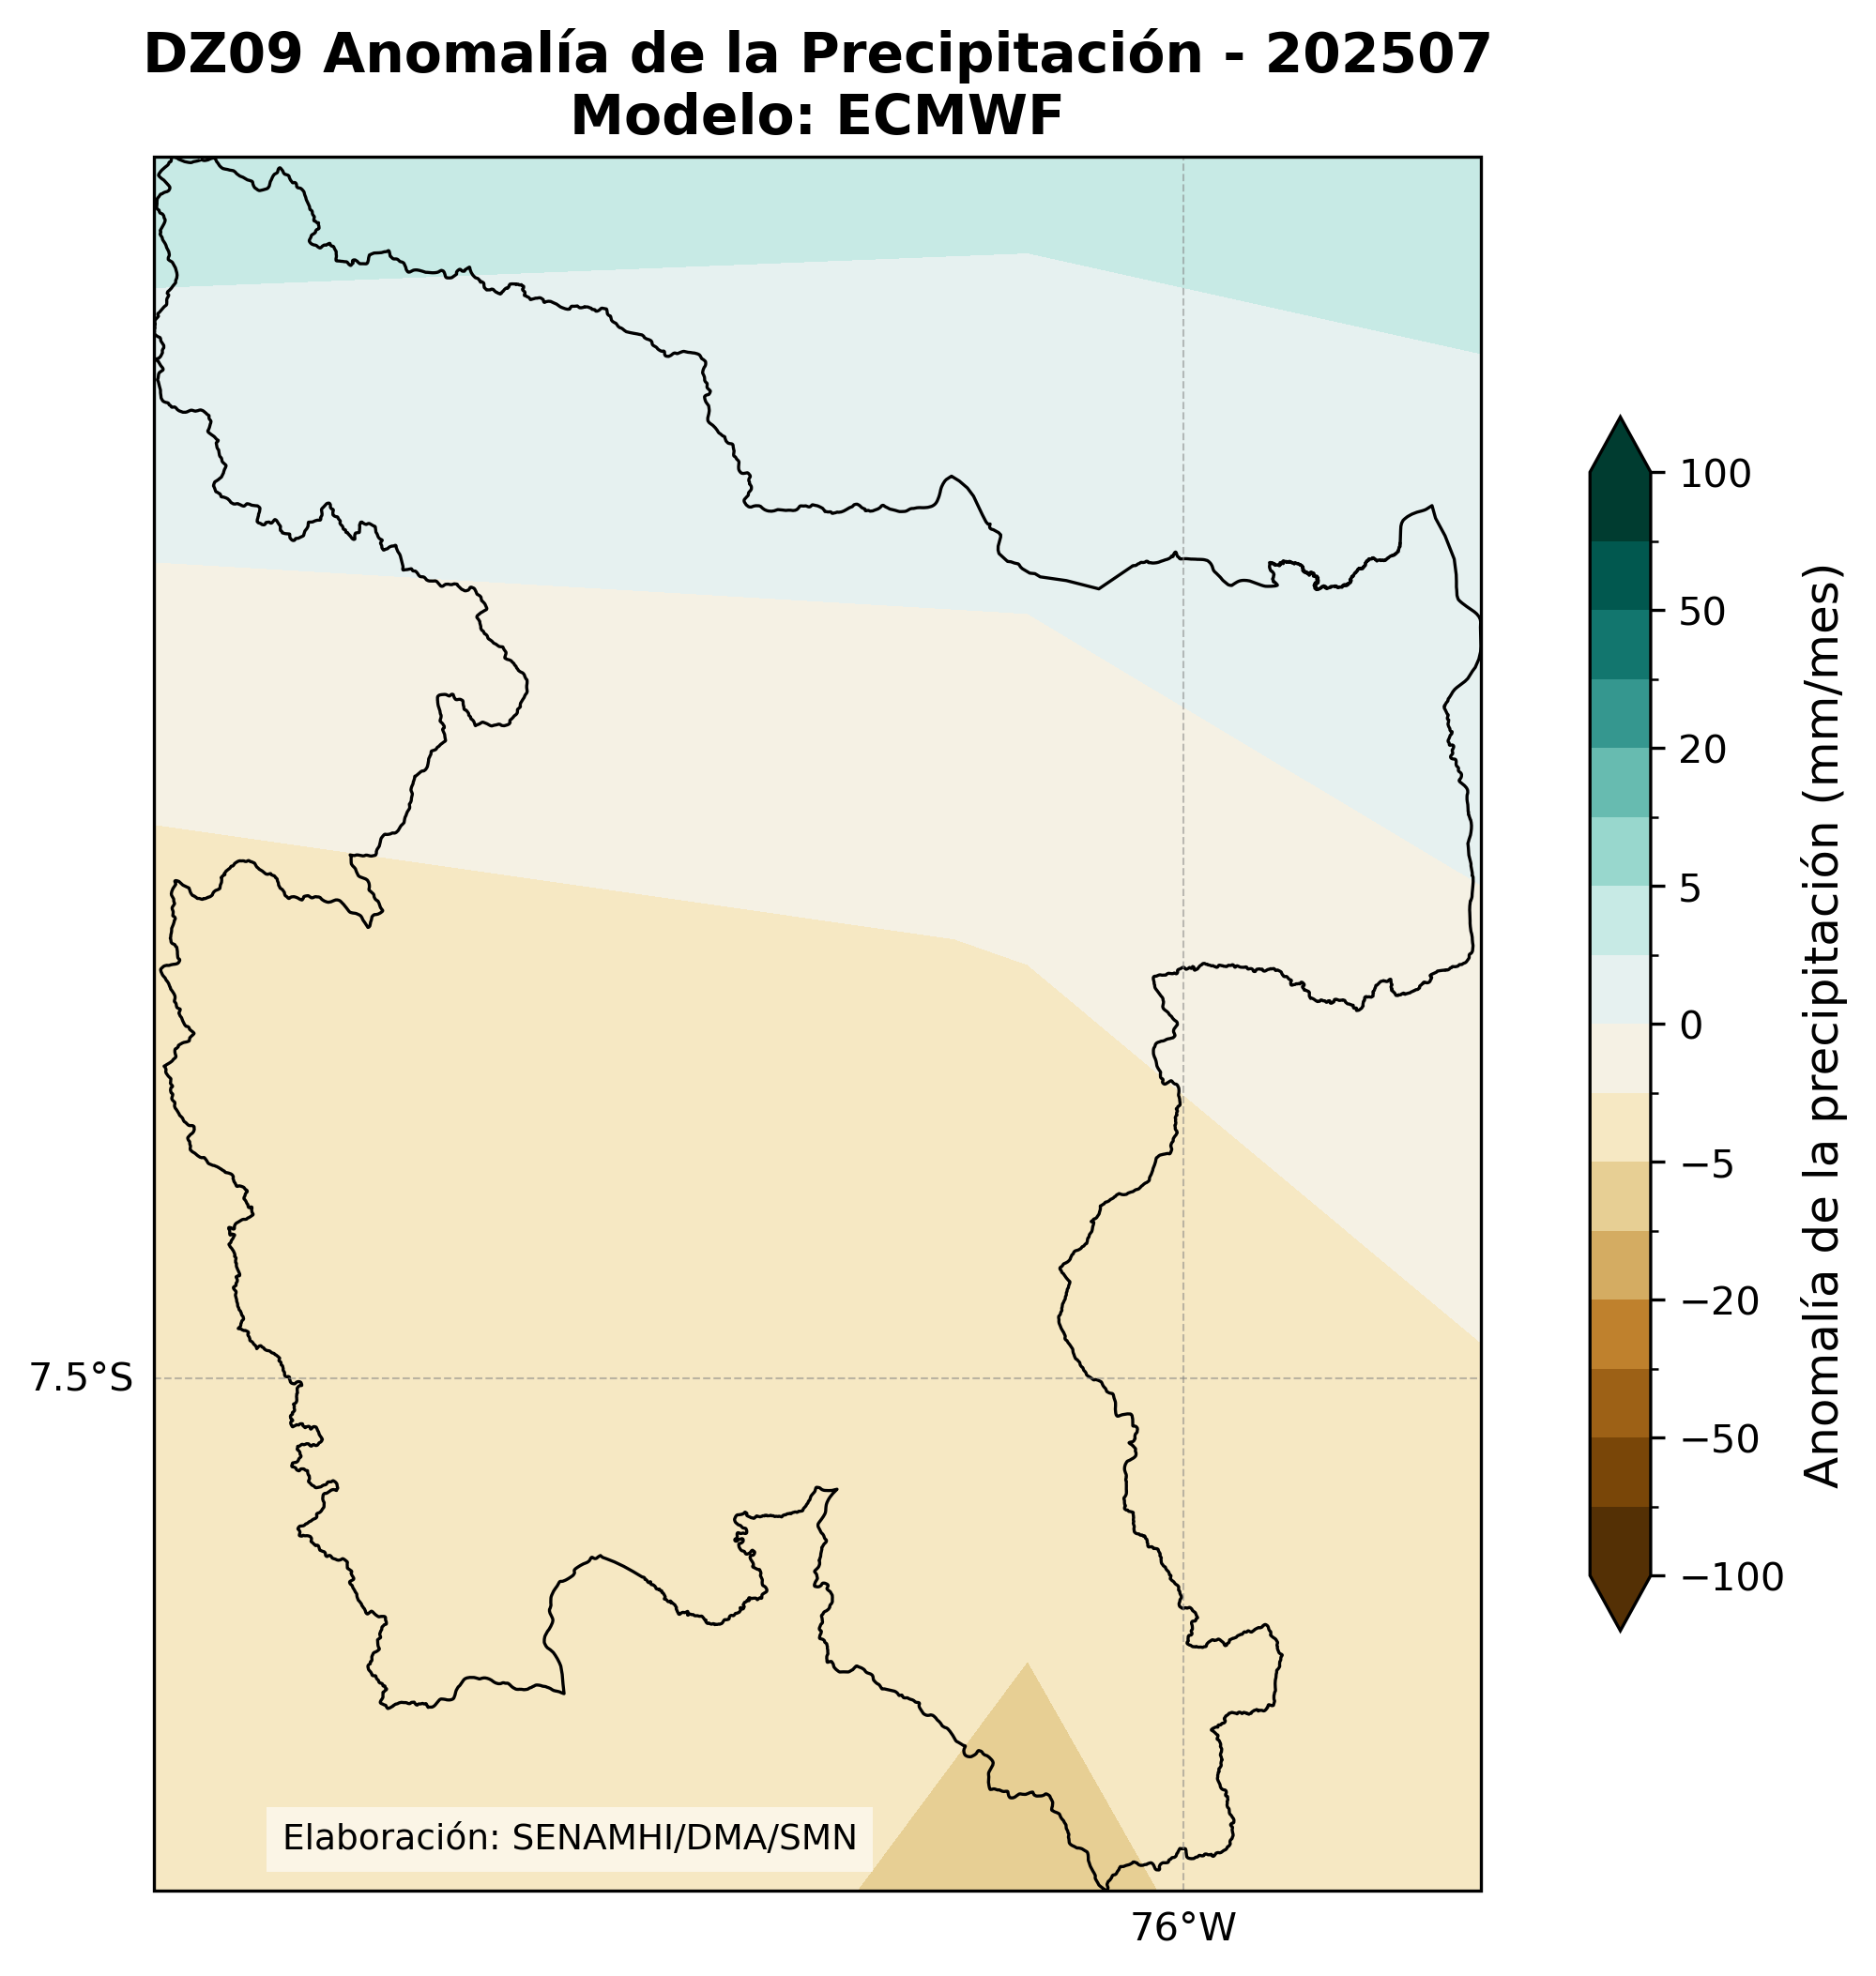 DZ09 Anomalía de la Precipitación - 202507
Modelo: ECMWF
100
50
20
5
0
−5
−20
−50
−100
Anomalía de la precipitación (mm/mes)
7.5°S
Elaboración: SENAMHI/DMA/SMN
76°W